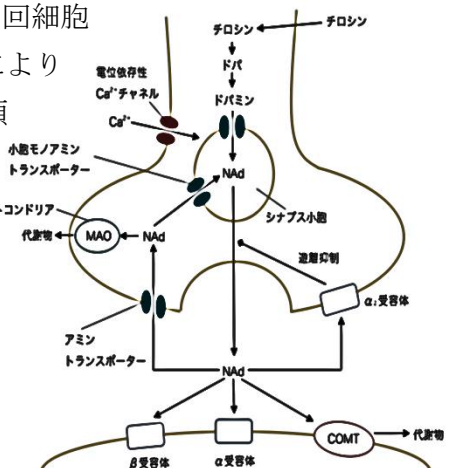 回細胞
により
チロシン
チロシン
ドパ
電位依存性
Ca²⁺チャネル
ドパミン
Ca²⁺
小胞モノアミン
トランスポーター
NAd
シナプス小胞
コンドリア
代謝物
MAO
NAd
遊離抑制
α₂受容体
アミン
トランスポーター
NAd
COMT
代謝物
β受容体
α受容体